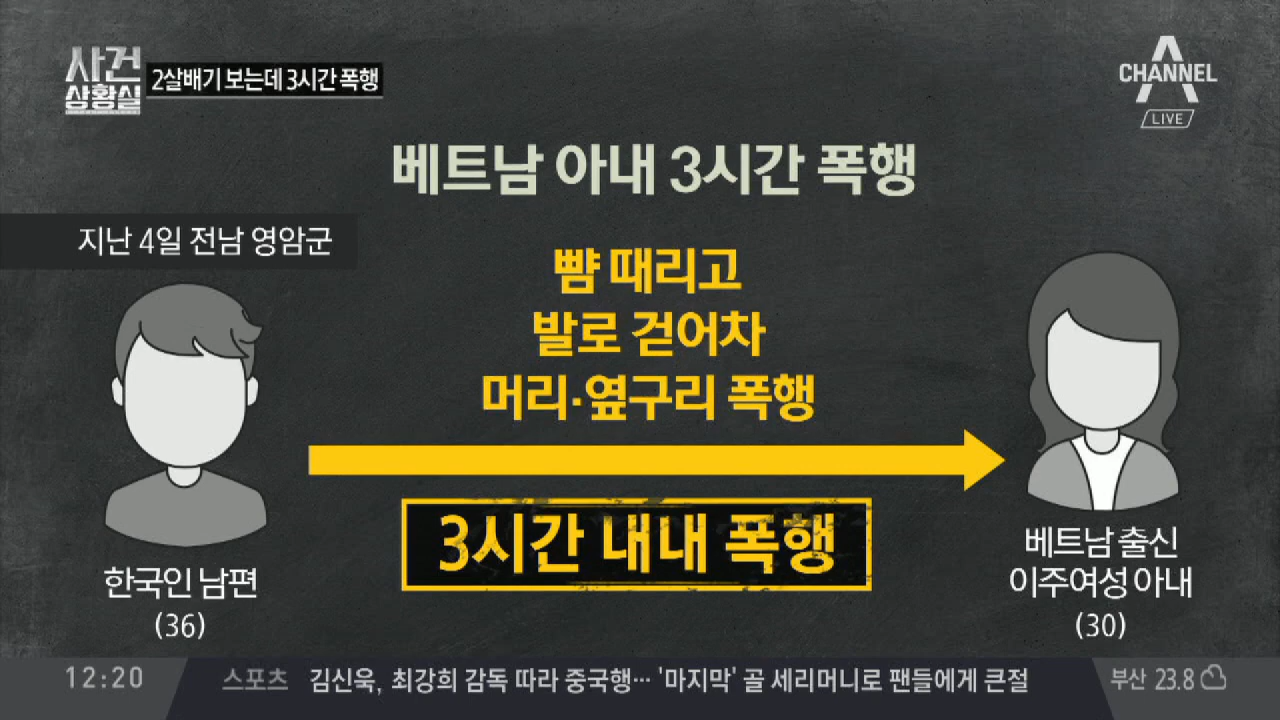 사건
상황실
2살배기 보는데 3시간 폭행
CHANNEL
A
LIVE
베트남 아내 3시간 폭행
지난 4일 전남 영암군
뺨 때리고
발로 걷어차
머리·옆구리 폭행
3시간 내내 폭행
한국인 남편
(36)
베트남 출신
이주여성 아내
(30)
12:20
스포츠 김신욱, 최강희 감독 따라 중국행… '마지막' 골 세리머니로 팬들에게 큰절
부산 23.8